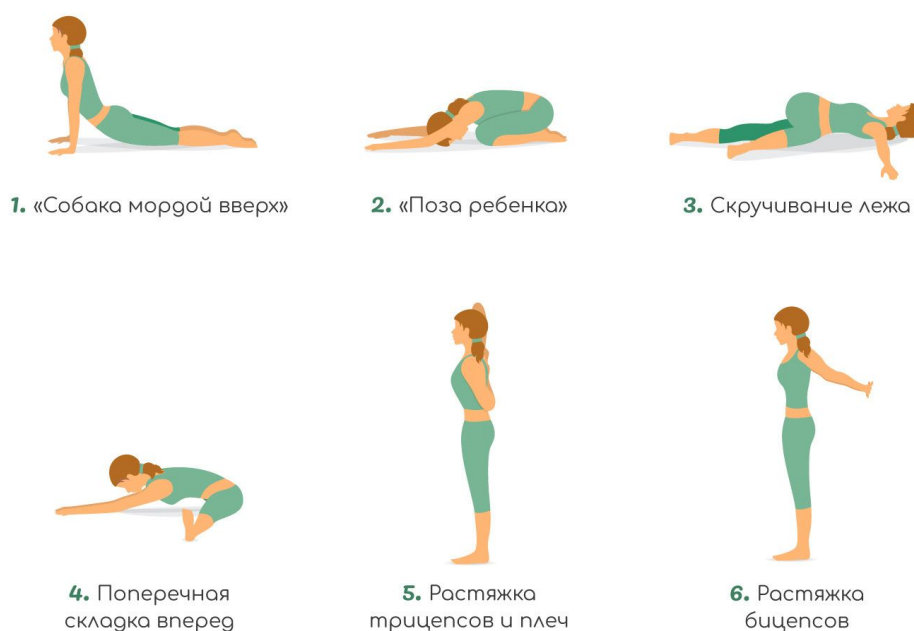 1. «Собака мордой вверх»
2. «Поза ребенка»
3. Скручивание лежа
4. Поперечная
складка вперед
5. Растяжка
трицепсов и плеч
6. Растяжка
бицепсов